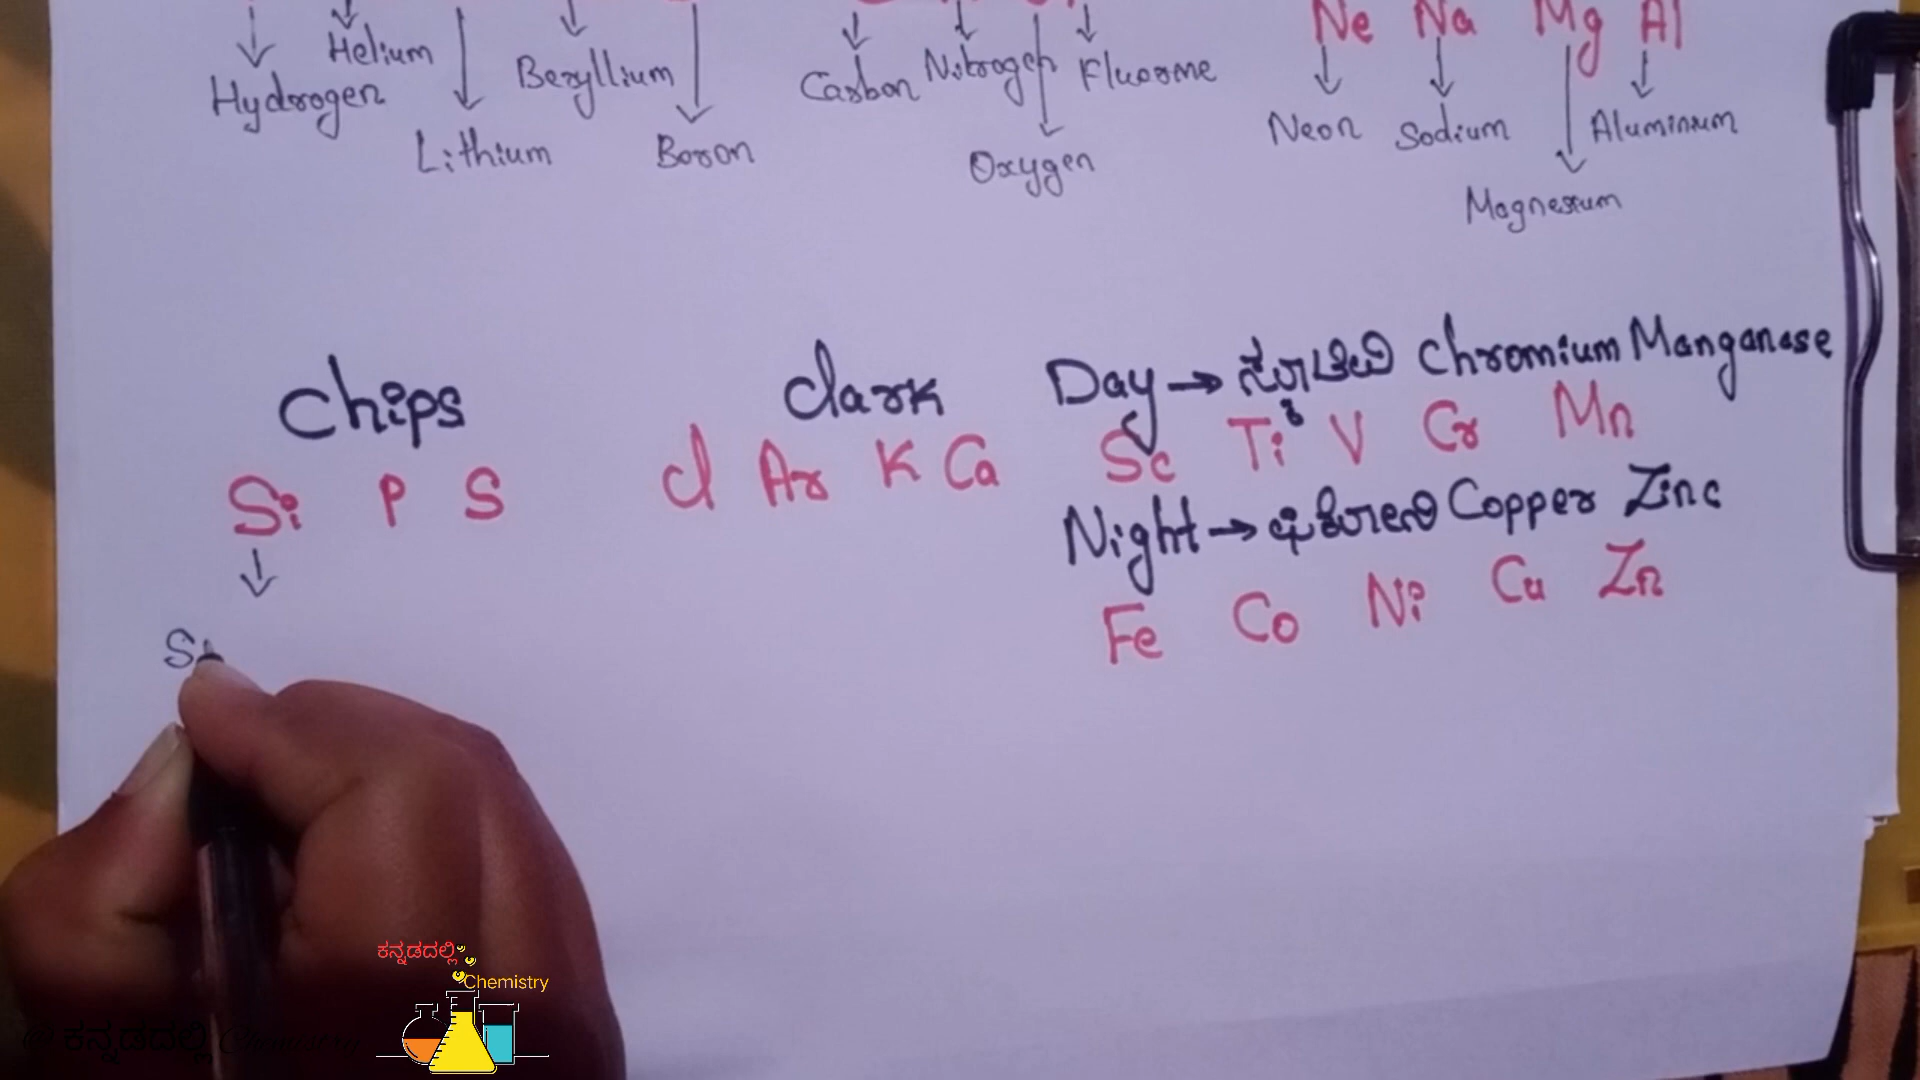 Ne Na Mg Al
Helium Beryllium Carbon Nitrogen Fluorine
Hydrogen Neon Sodium Aluminium
Lithium Boron Oxygen
Magnesium
Chips Clark Day → Chromium Manganase
Si P S Cl Ar K Ca Sc Ti V Cr Mn
Night → Copper Zinc
Fe Co Ni Cu Zn
ಕನ್ನಡದಲ್ಲಿ
Chemistry
@ ಕನ್ನಡದಲ್ಲಿ Chemistry